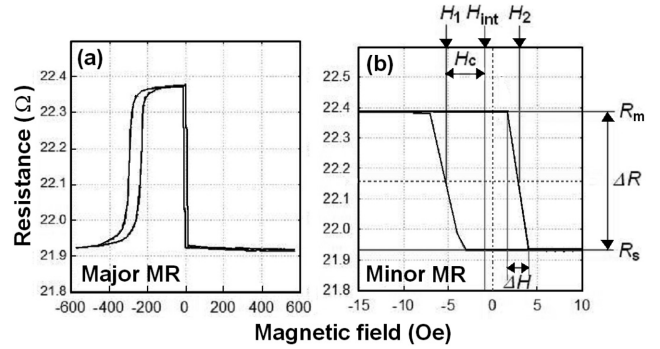 H1 Hint H2
(a)
(b)
Hc
Resistance (Ω)
22.4
22.3
22.2
22.1
22.0
21.9
21.8
-600 -400 -200 0 200 400 600
Major MR
22.5
22.4
22.3
22.2
22.1
22.0
21.9
21.8
-15 -10 -5 0 5 10
Minor MR
Rm
ΔR
Rs
ΔH
Magnetic field (Oe)